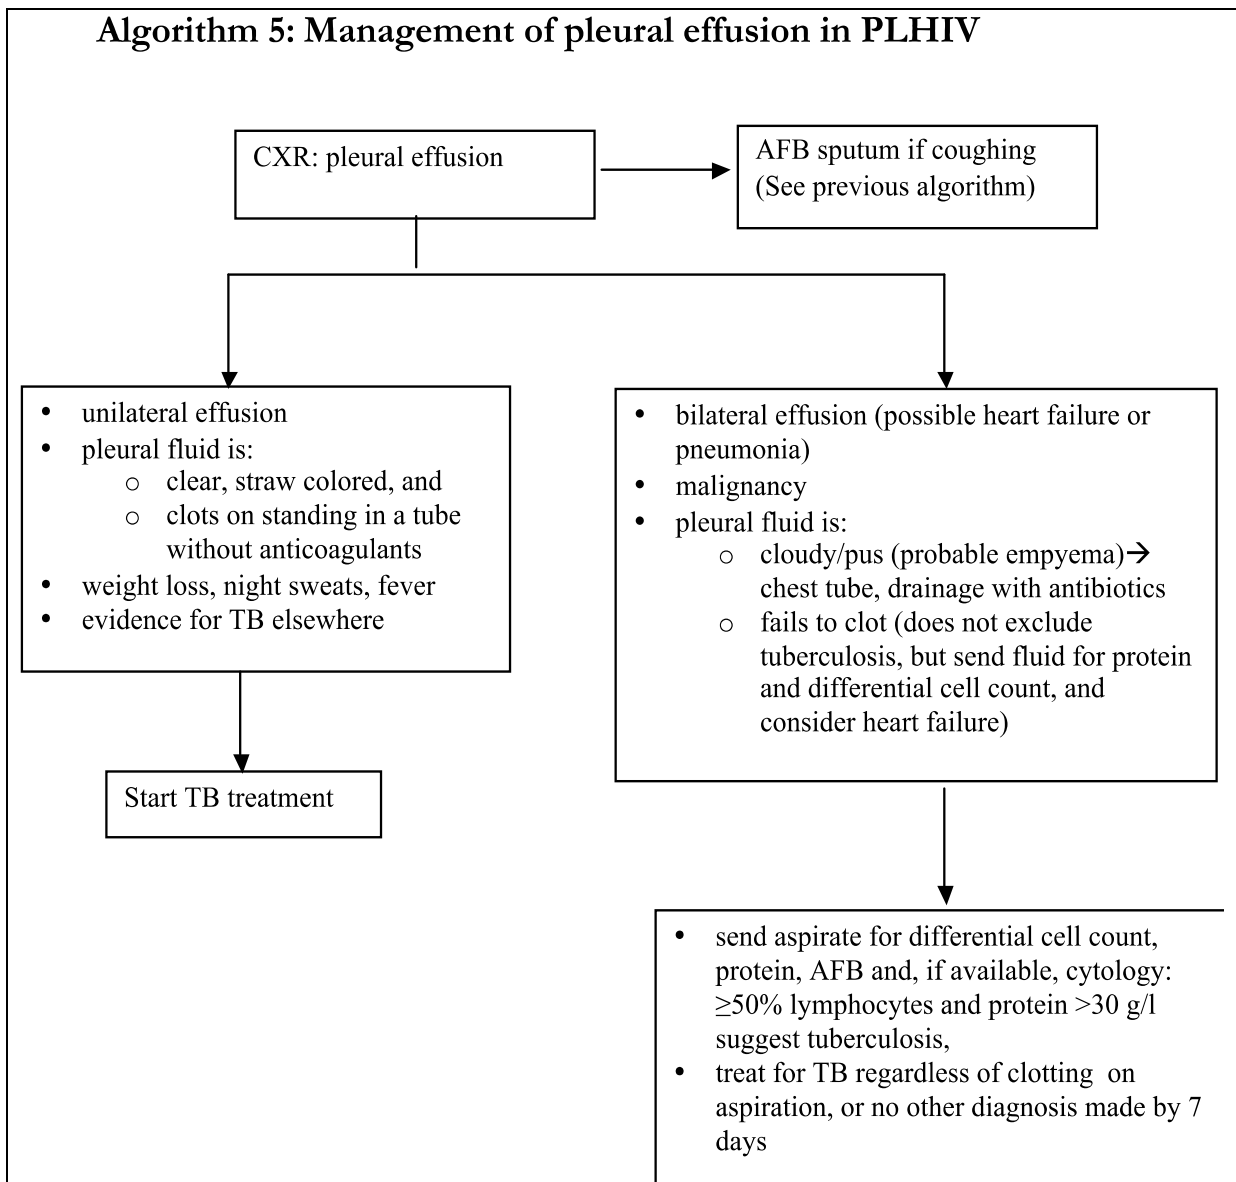 Algorithm 5: Management of pleural effusion in PLHIV
CXR: pleural effusion
AFB sputum if coughing
(See previous algorithm)
• unilateral effusion
• pleural fluid is:
o clear, straw colored, and
o clots on standing in a tube
without anticoagulants
• weight loss, night sweats, fever
• evidence for TB elsewhere
Start TB treatment
• bilateral effusion (possible heart failure or
pneumonia)
• malignancy
• pleural fluid is:
o cloudy/pus (probable empyema)→
chest tube, drainage with antibiotics
o fails to clot (does not exclude
tuberculosis, but send fluid for protein
and differential cell count, and
consider heart failure)
• send aspirate for differential cell count,
protein, AFB and, if available, cytology:
≥50% lymphocytes and protein >30 g/l
suggest tuberculosis,
• treat for TB regardless of clotting on
aspiration, or no other diagnosis made by 7
days